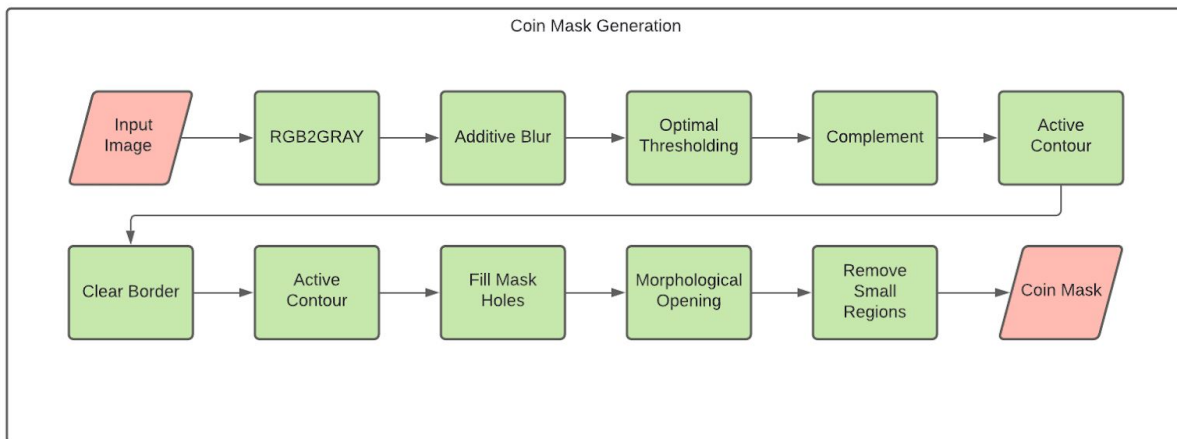 Coin Mask Generation
Input
Image
RGB2GRAY
Additive Blur
Optimal
Thresholding
Complement
Active
Contour
Clear Border
Active
Contour
Fill Mask
Holes
Morphological
Opening
Remove
Small
Regions
Coin Mask